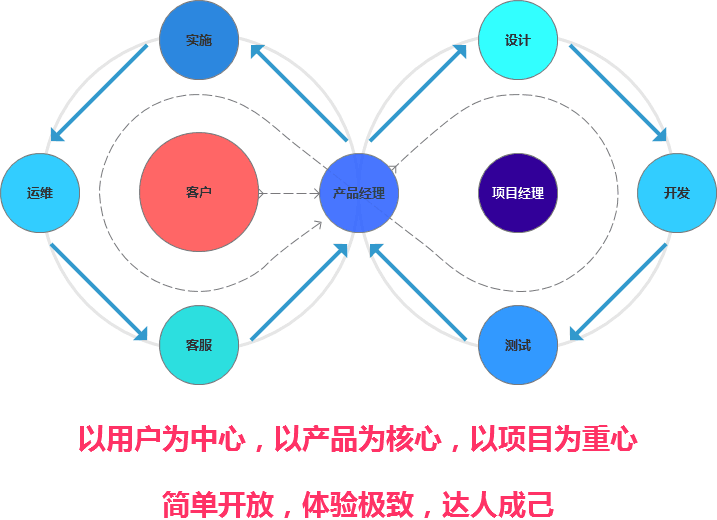 实施
设计
运维
客户
产品经理
项目经理
开发
客服
测试
以用户为中心，以产品为核心，以项目为重心
简单开放，体验极致，达人成己